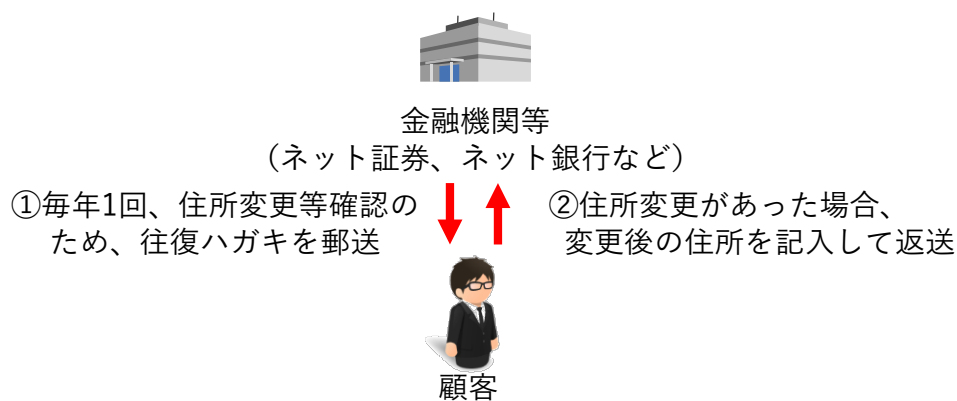 金融機関等
（ネット証券、ネット銀行など）
①毎年1回、住所変更等確認の
ため、往復ハガキを郵送
②住所変更があった場合、
変更後の住所を記入して返送
顧客